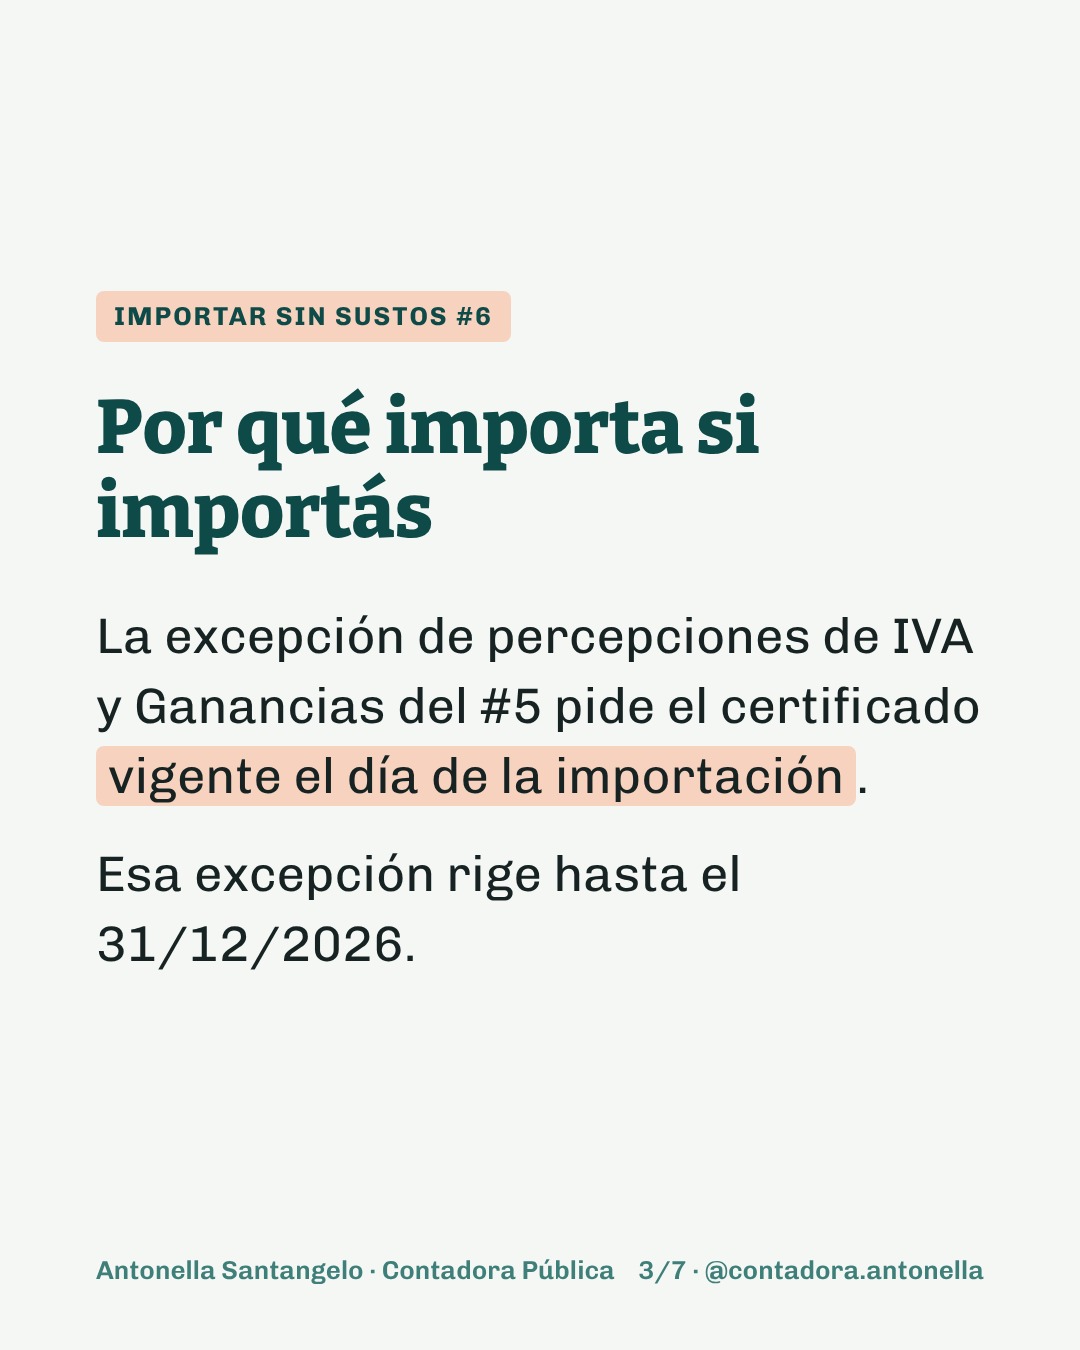 IMPORTAR SIN SUSTOS #6
Por qué importa si
importás
La excepción de percepciones de IVA
y Ganancias del #5 pide el certificado
vigente el día de la importación.
Esa excepción rige hasta el
31/12/2026.
Antonella Santangelo · Contadora Pública 3/7 · @contadora.antonella